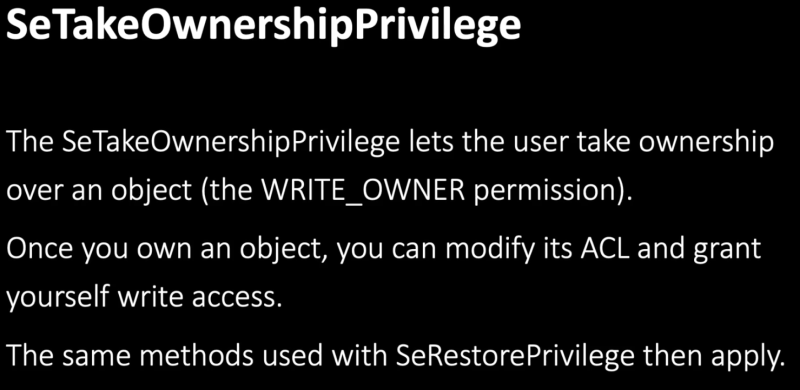 SeTakeOwnershipPrivilege
The SeTakeOwnershipPrivilege lets the user take ownership
over an object (the WRITE_OWNER permission).
Once you own an object, you can modify its ACL and grant
yourself write access.
The same methods used with SeRestorePrivilege then apply.